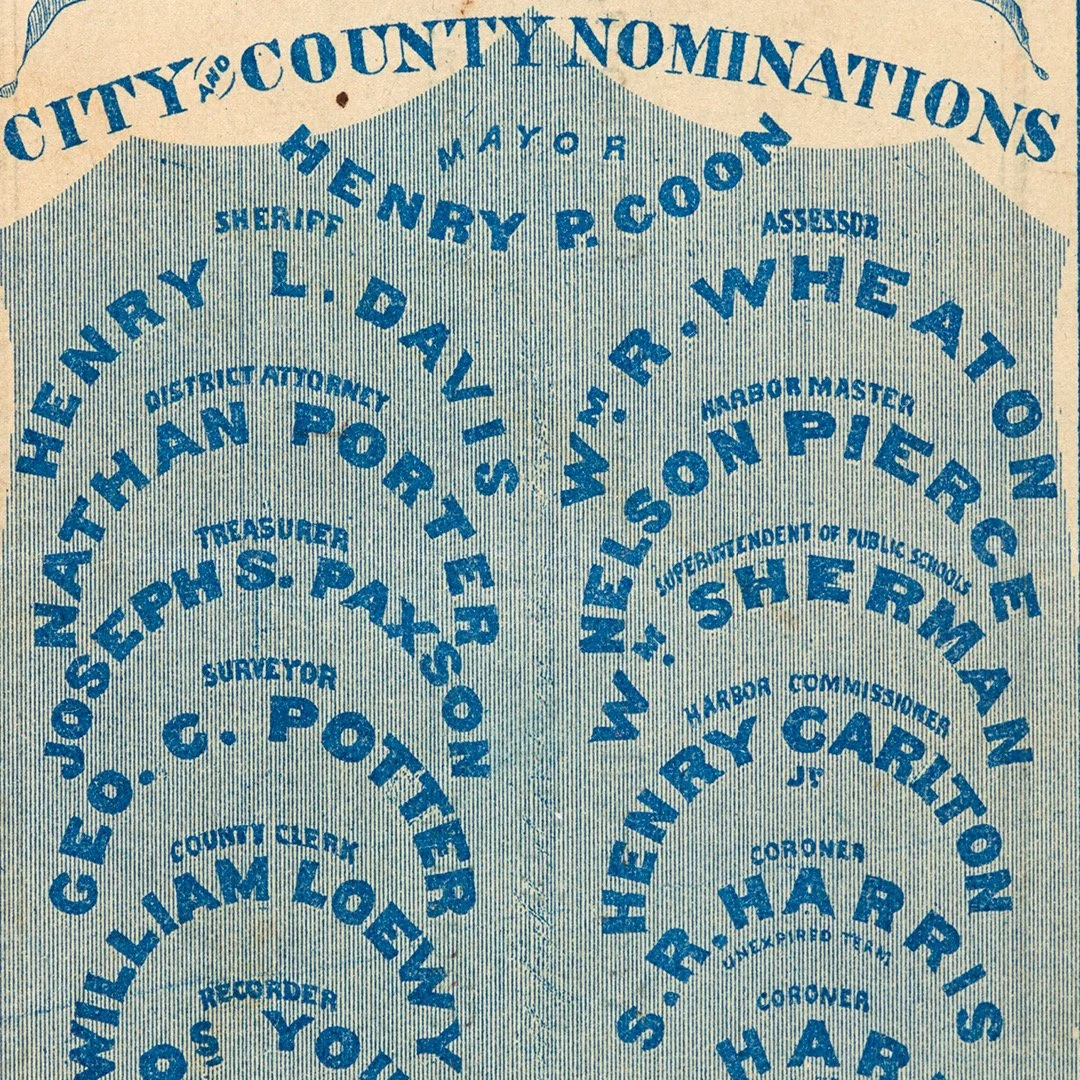 CITY AND COUNTY NOMINATIONS
MAYOR
HENRY P. COON
SHERIFF
HENRY L. DAVIS
DISTRICT ATTORNEY
NATHAN PORTER
TREASURER
JOSEPH S. PAXSON
SURVEYOR
GEO. C. POTTER
COUNTY CLERK
WILLIAM LOEWY
RECORDER
ASSESSOR
WM. R. WHEATON
HARBOR MASTER
NELSON PIERCE
SUPERINTENDENT OF PUBLIC SCHOOLS
WM. SHERMAN
HARBOR COMMISSIONER
HENRY CARLTON
Jr
CORONER
S. R. HARRIS
UNEXPIRED TERM
CORONER